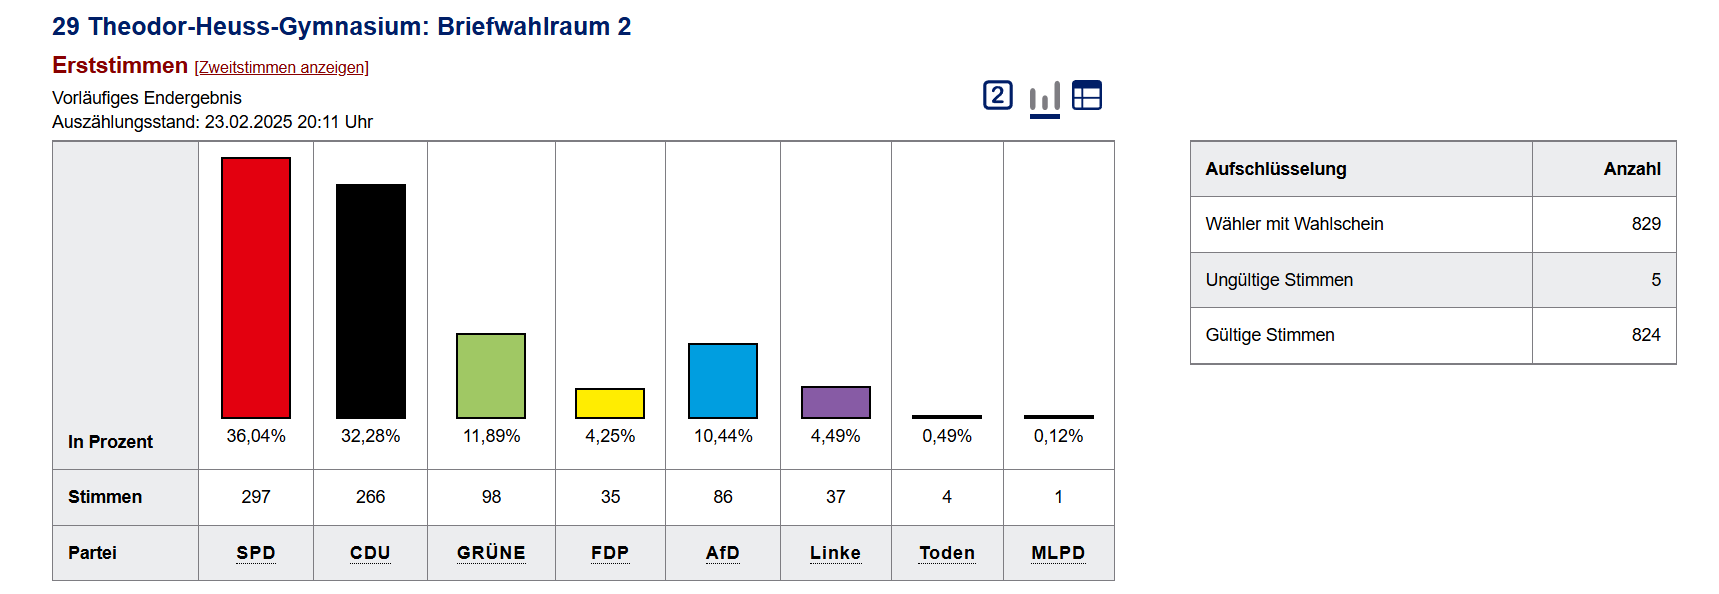 29 Theodor-Heuss-Gymnasium: Briefwahlraum 2
Erststimmen [Zweitstimmen anzeigen]
Vorläufiges Endergebnis
Auszählungsstand: 23.02.2025 20:11 Uhr
2
In Prozent 36,04% 32,28% 11,89% 4,25% 10,44% 4,49% 0,49% 0,12%
Stimmen 297 266 98 35 86 37 4 1
Partei SPD CDU GRÜNE FDP AfD Linke Toden MLPD
Aufschlüsselung Anzahl
Wähler mit Wahlschein 829
Ungültige Stimmen 5
Gültige Stimmen 824